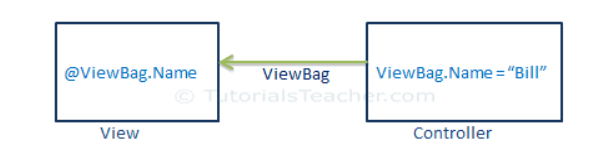 @ViewBag.Name
ViewBag
ViewBag.Name = “Bill”
© TutorialsTeacher.com
View
Controller